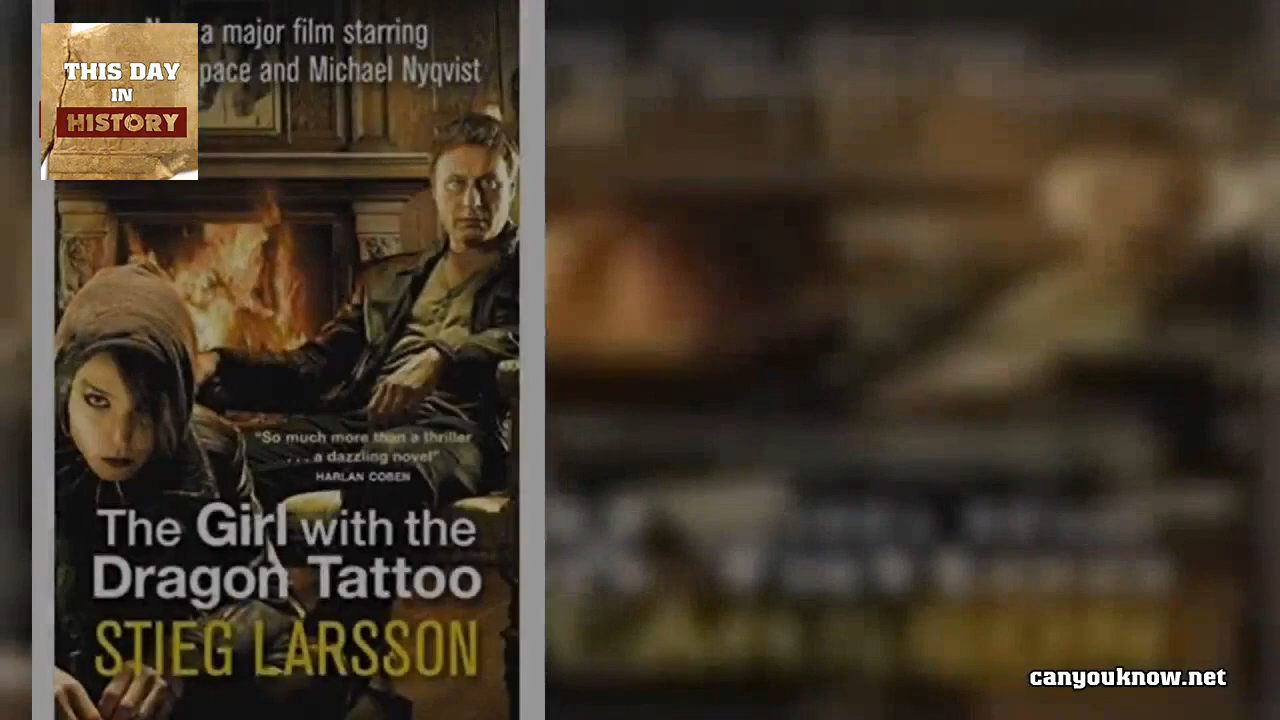 THIS DAY
IN
HISTORY
a major film starring
pace and Michael Nyqvist
"So much more than a thriller
. . . a dazzling novel"
HARLAN COBEN
The Girl with the
Dragon Tattoo
STIEG LARSSON
canyouknow.net